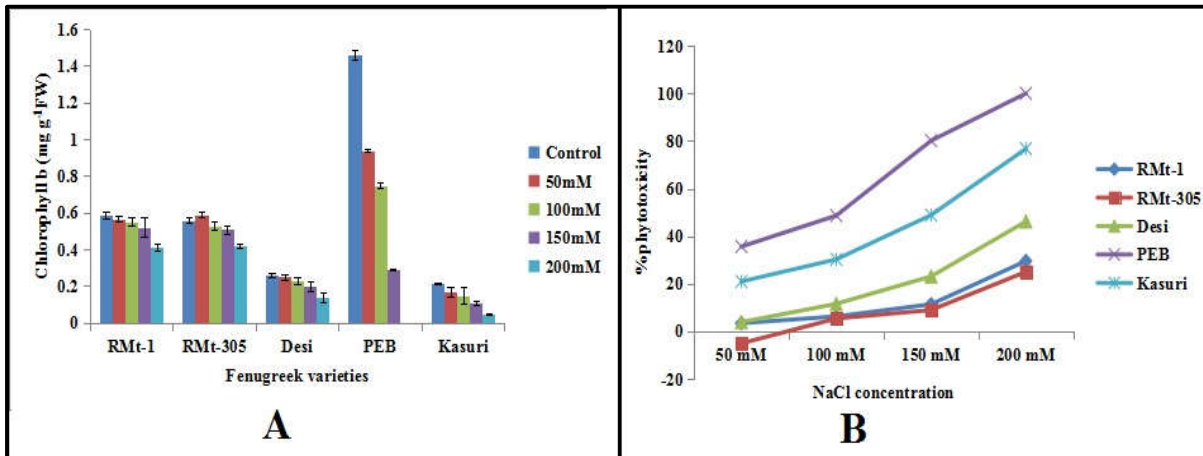 1.6
1.4
1.2
1
0.8
0.6
0.4
0.2
0
Chlorophyll b (mg g⁻¹FW)
RMt-1 RMt-305 Desi PEB Kasuri
Fenugreek varieties
Control
50mM
100mM
150mM
200mM
A
120
100
80
60
40
20
0
-20
%phytotoxicity
50 mM 100 mM 150 mM 200 mM
NaCl concentration
RMt-1
RMt-305
Desi
PEB
Kasuri
B